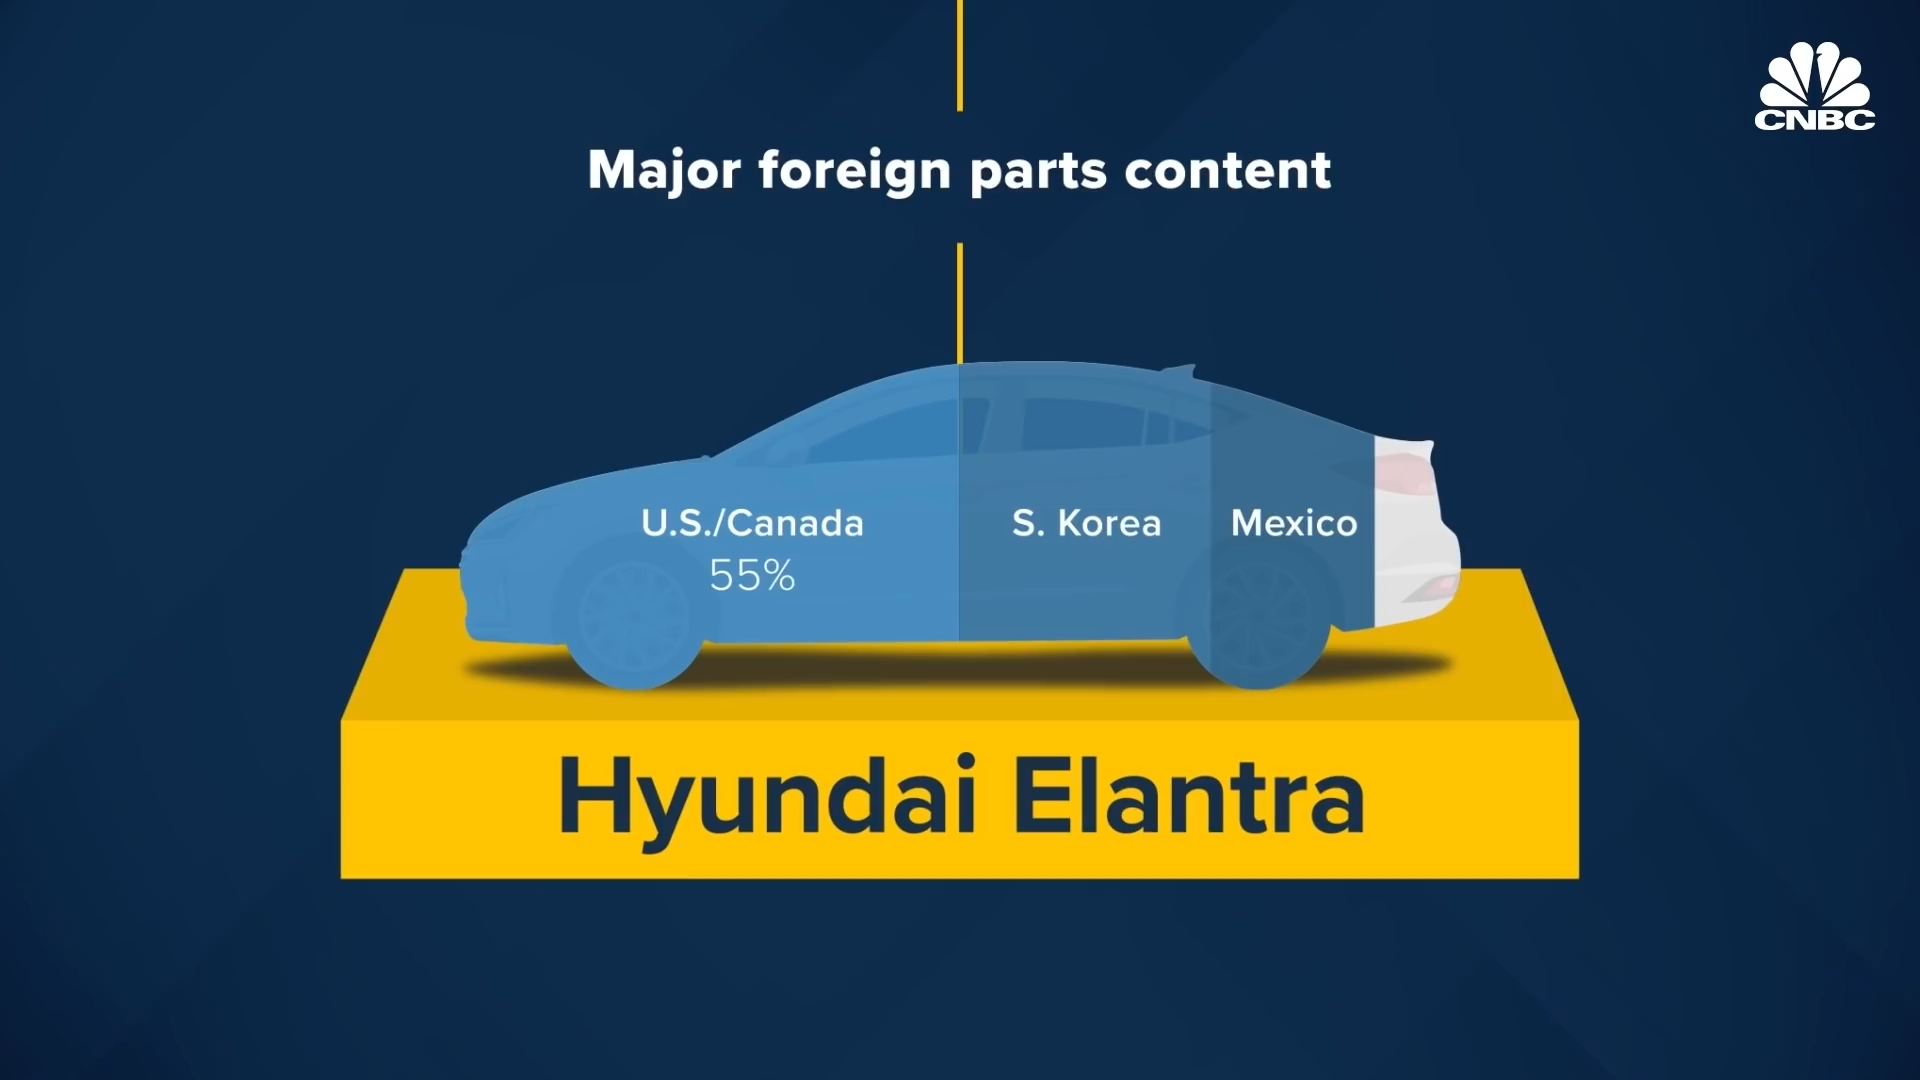 CNBC
Major foreign parts content
U.S./Canada
55%
S. Korea
Mexico
Hyundai Elantra